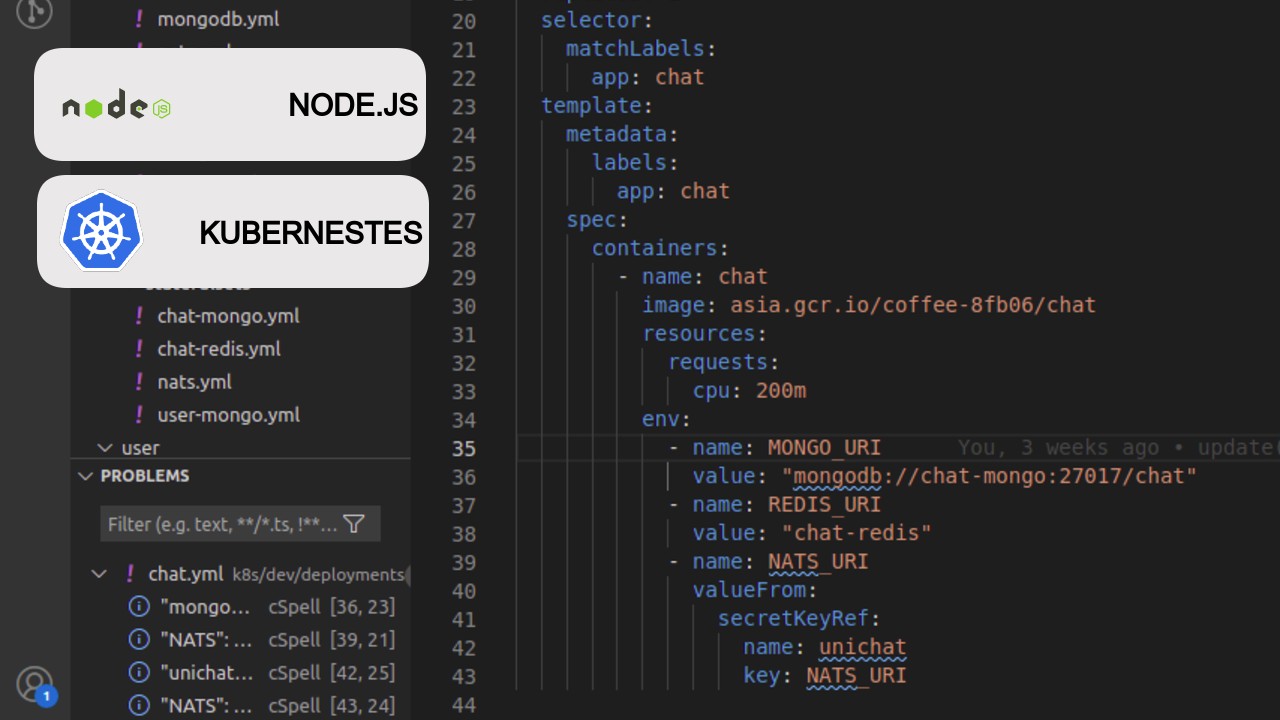 mongodb.yml
node JS
NODE.JS
KUBERNESTES
chat-mongo.yml
chat-redis.yml
nats.yml
user-mongo.yml
user
PROBLEMS
Filter (e.g. text, **/*.ts, !**...
chat.yml k8s/dev/deployments
"mongo... cSpell [36, 23]
"NATS": ... cSpell [39, 21]
"unichat... cSpell [42, 25]
"NATS": ... cSpell [43, 24]
1
20 selector:
21 matchLabels:
22 app: chat
23 template:
24 metadata:
25 labels:
26 app: chat
27 spec:
28 containers:
29 - name: chat
30 image: asia.gcr.io/coffee-8fb06/chat
31 resources:
32 requests:
33 cpu: 200m
34 env:
35 - name: MONGO_URI You, 3 weeks ago • update
36 value: "mongodb://chat-mongo:27017/chat"
37 - name: REDIS_URI
38 value: "chat-redis"
39 - name: NATS_URI
40 valueFrom:
41 secretKeyRef:
42 name: unichat
43 key: NATS_URI
44